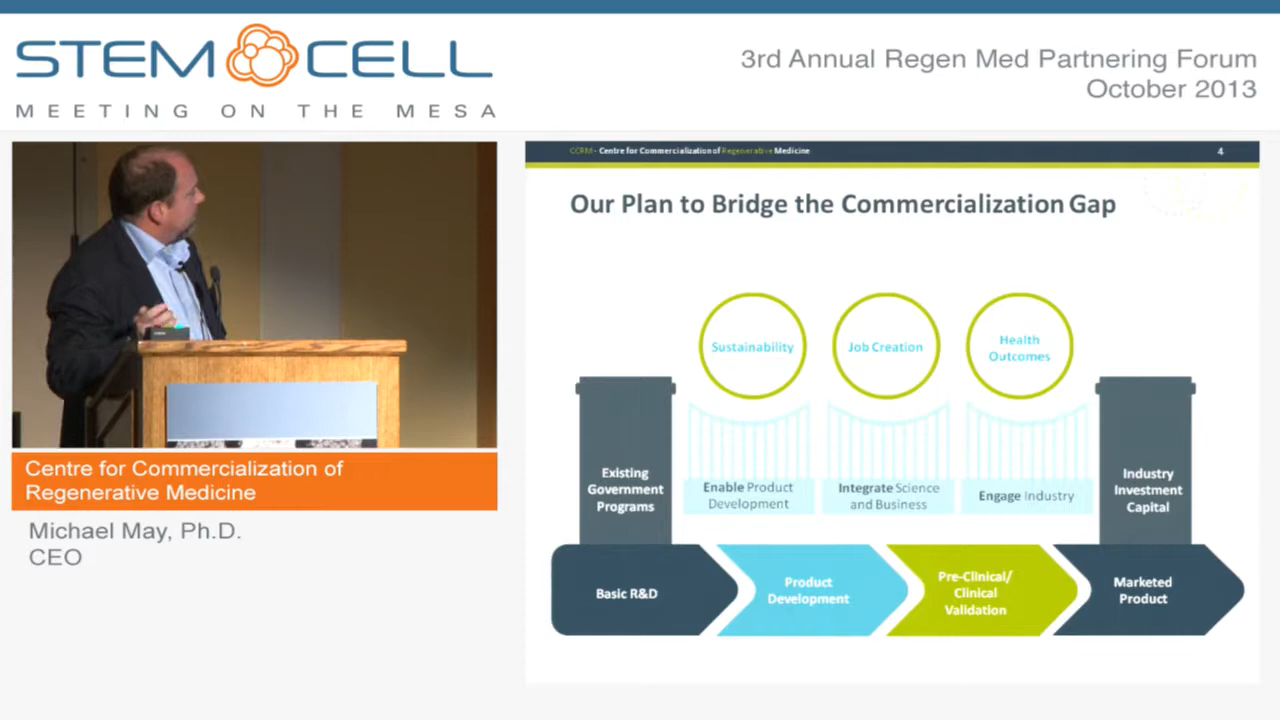 STEM CELL
MEETING ON THE MESA
3rd Annual Regen Med Partnering Forum
October 2013
CCRM - Centre for Commercialization of Regenerative Medicine
4
Our Plan to Bridge the Commercialization Gap
Sustainability
Job Creation
Health
Outcomes
Existing
Government
Programs
Enable Product
Development
Integrate Science
and Business
Engage Industry
Industry
Investment
Capital
Basic R&D
Product
Development
Pre-Clinical/
Clinical
Validation
Marketed
Product
Centre for Commercialization of
Regenerative Medicine
Michael May, Ph.D.
CEO